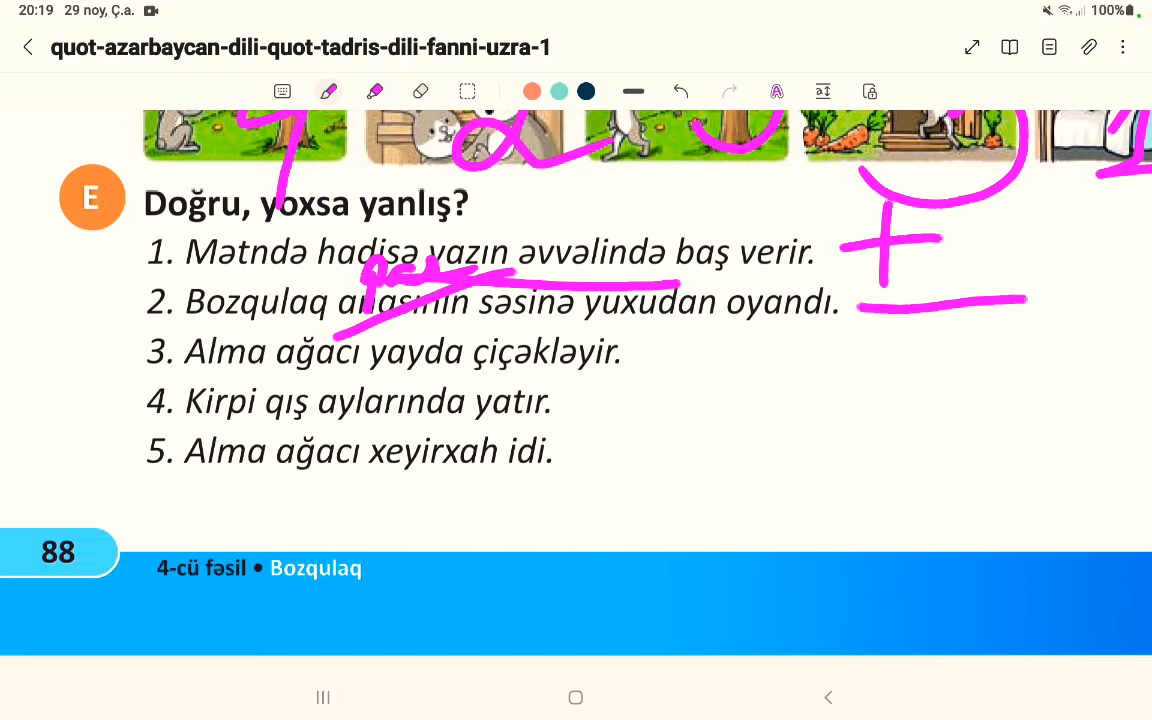 20:19 29 noy, Ç.a. 100%
quot-azarbaycan-dili-quot-tadris-dili-fanni-uzra-1
E
Doğru, yoxsa yanlış?
1. Mətndə hadisə yazın əvvəlində baş verir. +
2. Bozqulaq anasının səsinə yuxudan oyandı. –
3. Alma ağacı yayda çiçəkləyir.
4. Kirpi qış aylarında yatır.
5. Alma ağacı xeyirxah idi.
88
4-cü fəsil • Bozqulaq